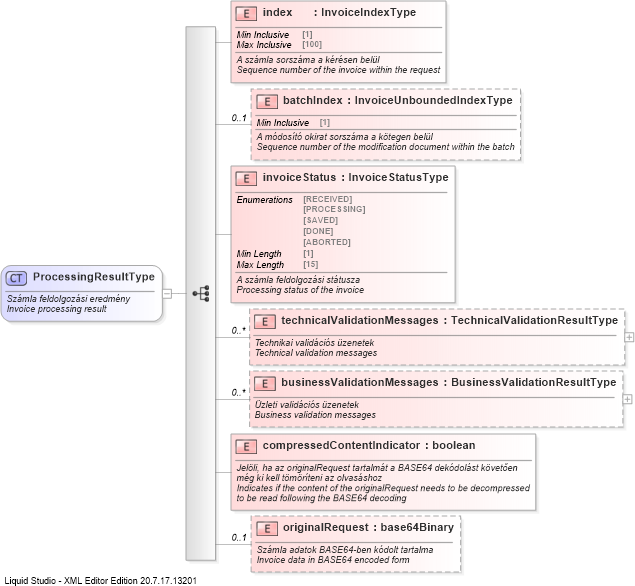 E index : InvoiceIndexType
Min Inclusive [1]
Max Inclusive [100]
A számla sorszáma a kérésen belül
Sequence number of the invoice within the request
0..1
E batchIndex : InvoiceUnboundedIndexType
Min Inclusive [1]
A módosító okirat sorszáma a kötegen belül
Sequence number of the modification document within the batch
E invoiceStatus : InvoiceStatusType
Enumerations [RECEIVED]
[PROCESSING]
[SAVED]
[DONE]
[ABORTED]
Min Length [1]
Max Length [15]
A számla feldolgozási státusza
Processing status of the invoice
CT ProcessingResultType
Számla feldolgozási eredmény
Invoice processing result
0..*
E technicalValidationMessages : TechnicalValidationResultType
Technikai validációs üzenetek
Technical validation messages
0..*
E businessValidationMessages : BusinessValidationResultType
Üzleti validációs üzenetek
Business validation messages
E compressedContentIndicator : boolean
Jelöli, ha az originalRequest tartalmát a BASE64 dekódolást követően
még ki kell tömöríteni az olvasáshoz
Indicates if the content of the originalRequest needs to be decompressed
to be read following the BASE64 decoding
0..1
E originalRequest : base64Binary
Számla adatok BASE64-ben kódolt tartalma
Invoice data in BASE64 encoded form
Liquid Studio - XML Editor Edition 20.7.17.13201